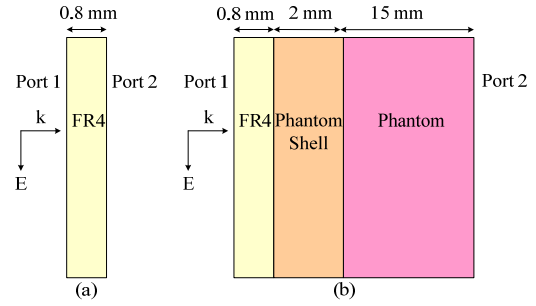 0.8 mm
Port 1
Port 2
FR4
k
E
(a)
0.8 mm
2 mm
15 mm
Port 1
Port 2
k
FR4
Phantom
Shell
Phantom
E
(b)